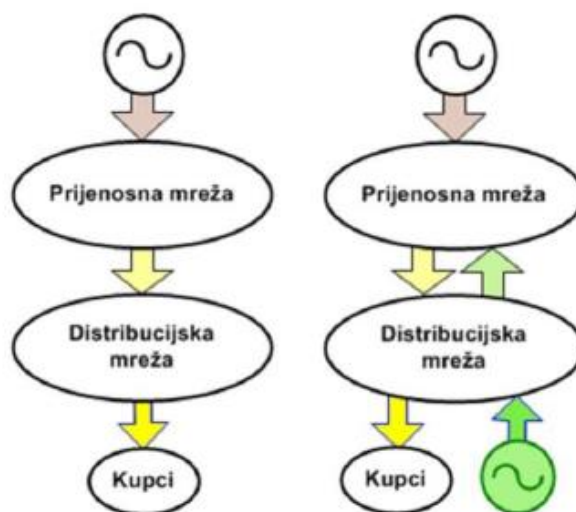 Prijenosna mreža
Distribucijska
mreža
Kupci
Prijenosna mreža
Distribucijska
mreža
Kupci